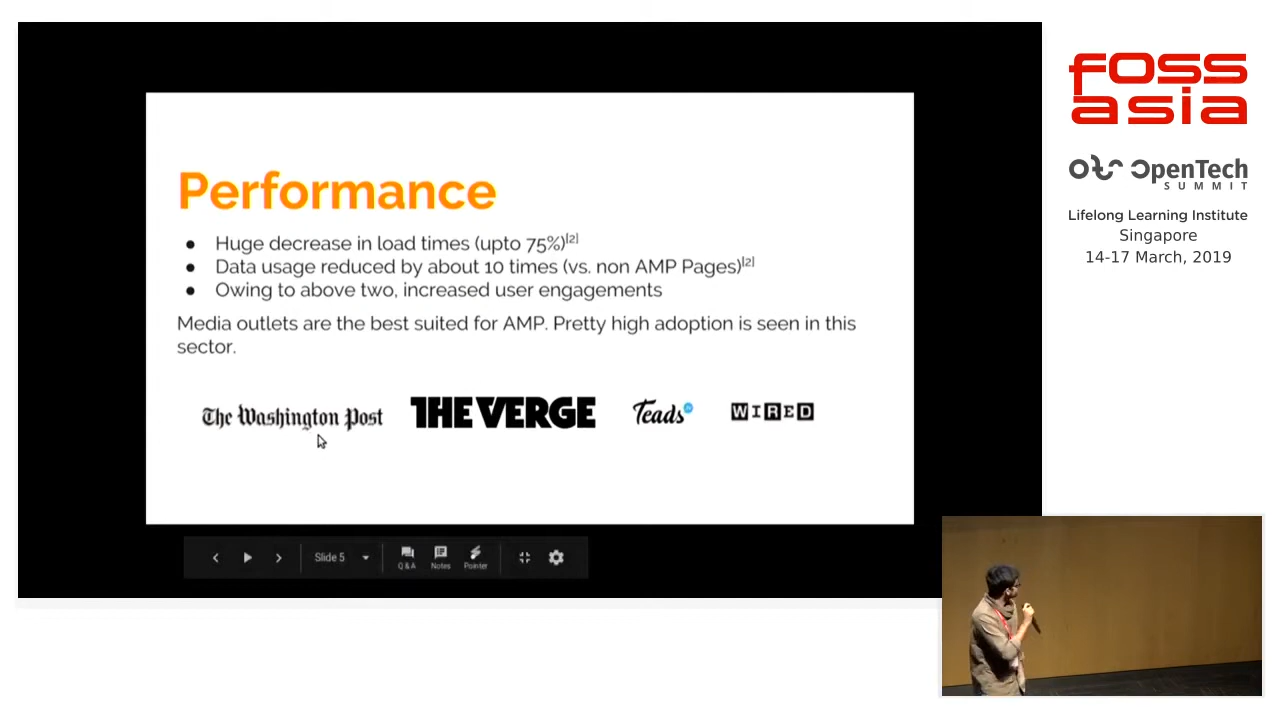 Performance
● Huge decrease in load times (upto 75%)[2]
● Data usage reduced by about 10 times (vs. non AMP Pages)[2]
● Owing to above two, increased user engagements
Media outlets are the best suited for AMP. Pretty high adoption is seen in this
sector.
The Washington Post
THE VERGE
Teads
WIRED
Slide 5
Q & A
Notes
Pointer
FOSS
asia
OpenTech
SUMMIT
Lifelong Learning Institute
Singapore
14-17 March, 2019